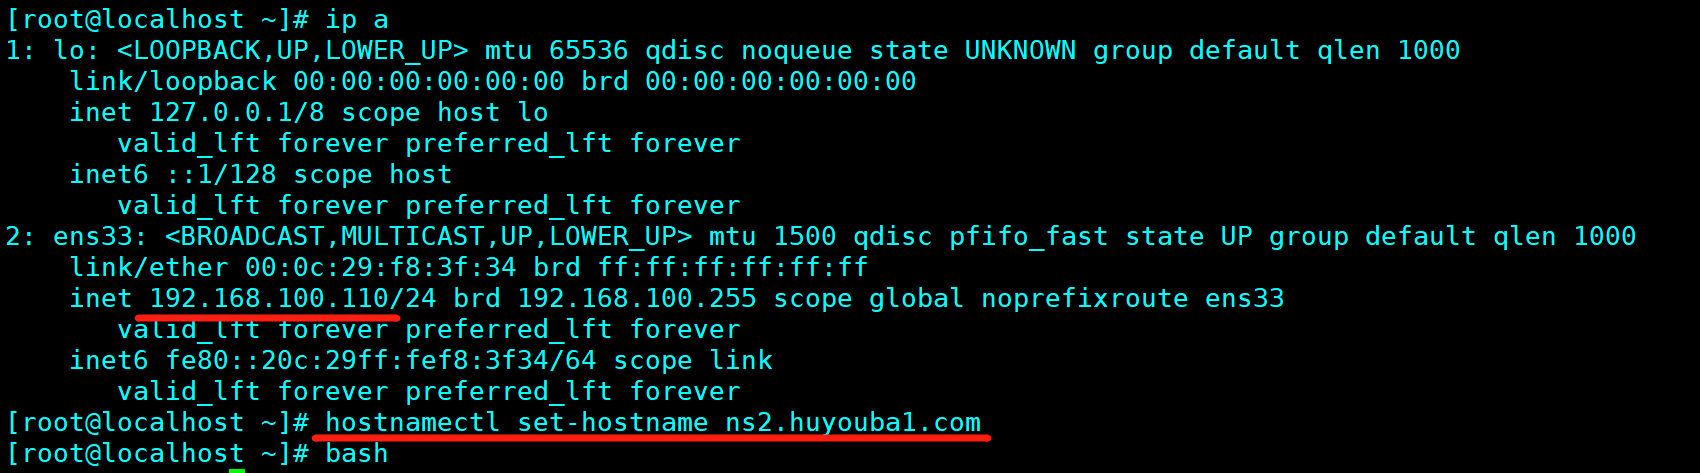 [root@localhost ~]# ip a
1: lo: <LOOPBACK,UP,LOWER_UP> mtu 65536 qdisc noqueue state UNKNOWN group default qlen 1000
    link/loopback 00:00:00:00:00:00 brd 00:00:00:00:00:00
    inet 127.0.0.1/8 scope host lo
       valid_lft forever preferred_lft forever
    inet6 ::1/128 scope host
       valid_lft forever preferred_lft forever
2: ens33: <BROADCAST,MULTICAST,UP,LOWER_UP> mtu 1500 qdisc pfifo_fast state UP group default qlen 1000
    link/ether 00:0c:29:f8:3f:34 brd ff:ff:ff:ff:ff:ff
    inet 192.168.100.110/24 brd 192.168.100.255 scope global noprefixroute ens33
       valid_lft forever preferred_lft forever
    inet6 fe80::20c:29ff:fef8:3f34/64 scope link
       valid_lft forever preferred_lft forever
[root@localhost ~]# hostnamectl set-hostname ns2.huyouba1.com
[root@localhost ~]# bash